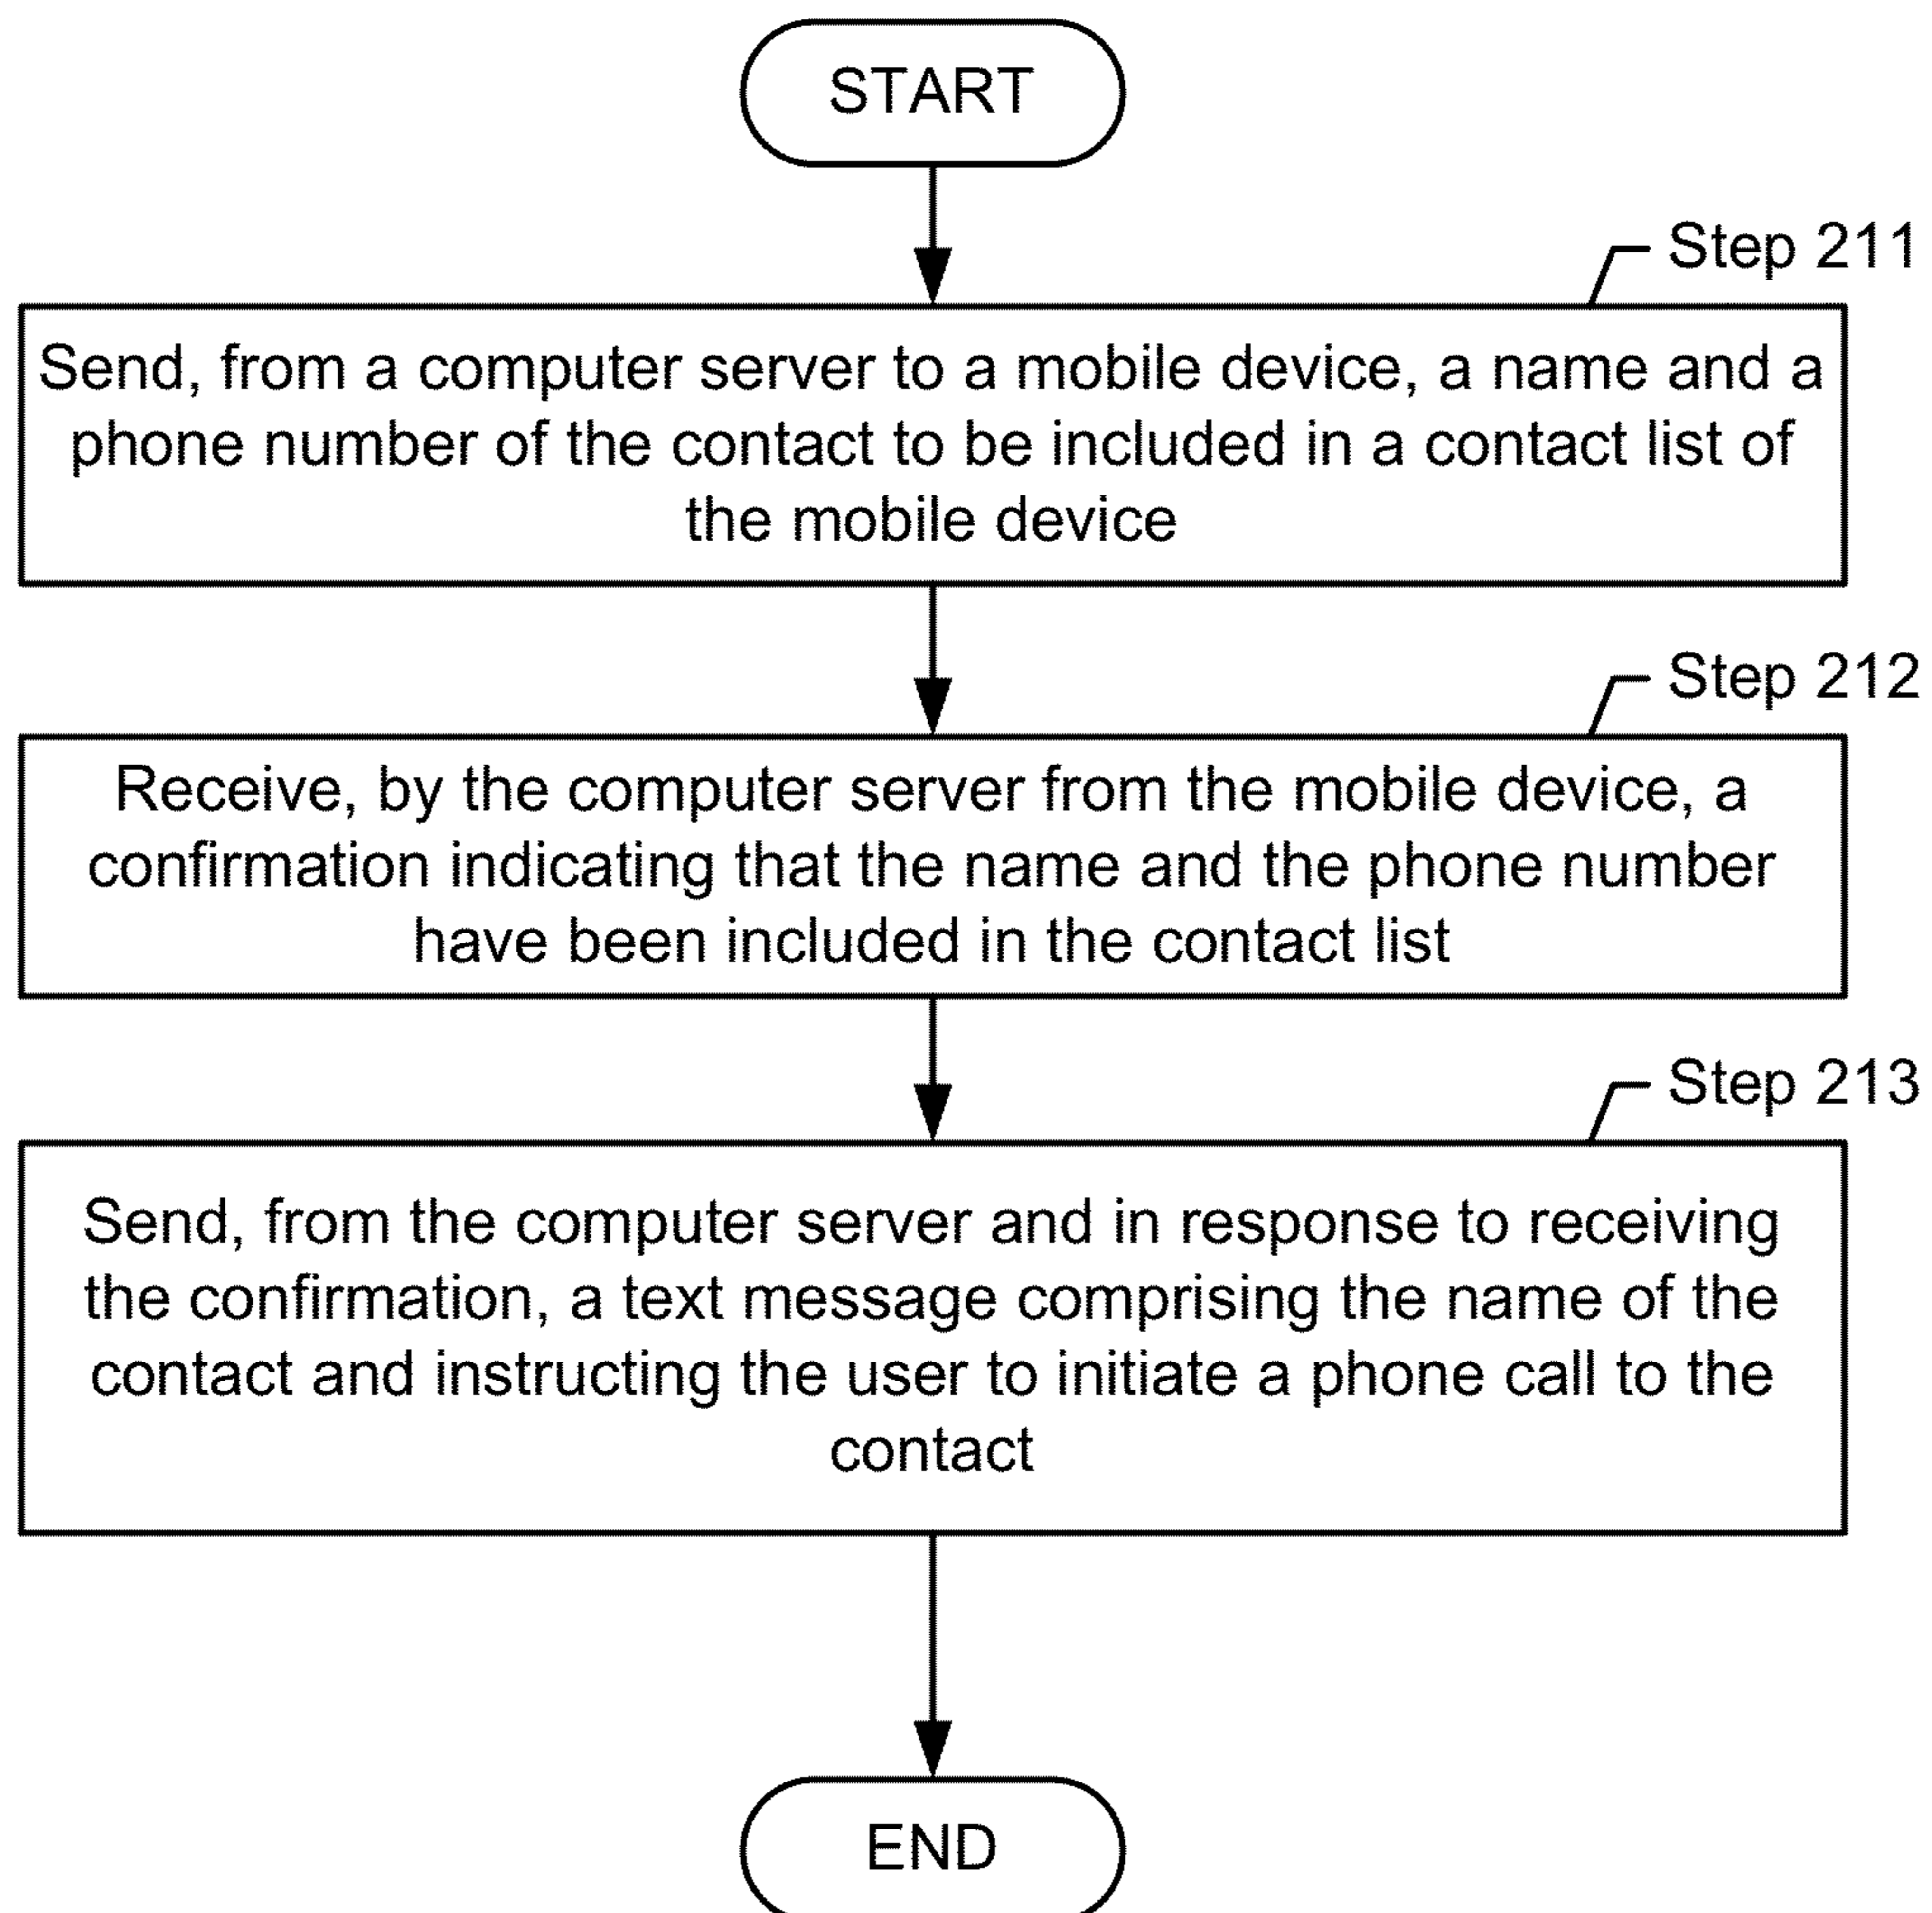 START
Step 211
Send, from a computer server to a mobile device, a name and a
phone number of the contact to be included in a contact list of
the mobile device
Step 212
Receive, by the computer server from the mobile device, a
confirmation indicating that the name and the phone number
have been included in the contact list
Step 213
Send, from the computer server and in response to receiving
the confirmation, a text message comprising the name of the
contact and instructing the user to initiate a phone call to the
contact
END